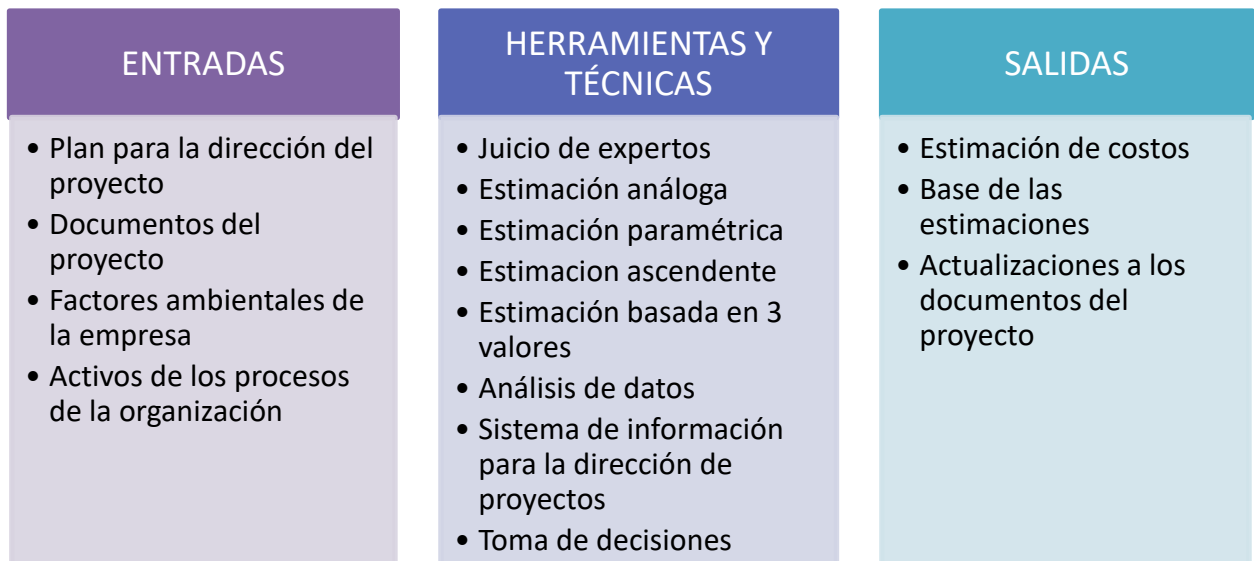 ENTRADAS
• Plan para la dirección del
proyecto
• Documentos del
proyecto
• Factores ambientales de
la empresa
• Activos de los procesos
de la organización
HERRAMIENTAS Y
TÉCNICAS
• Juicio de expertos
• Estimación análoga
• Estimación paramétrica
• Estimacion ascendente
• Estimación basada en 3
valores
• Análisis de datos
• Sistema de información
para la dirección de
proyectos
• Toma de decisiones
SALIDAS
• Estimación de costos
• Base de las
estimaciones
• Actualizaciones a los
documentos del
proyecto